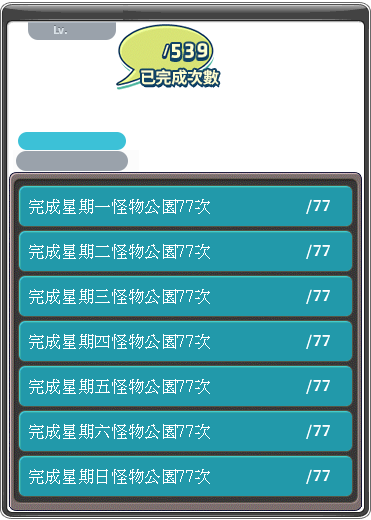 Lv.
/539
已完成次數
完成星期一怪物公園77次 /77
完成星期二怪物公園77次 /77
完成星期三怪物公園77次 /77
完成星期四怪物公園77次 /77
完成星期五怪物公園77次 /77
完成星期六怪物公園77次 /77
完成星期日怪物公園77次 /77